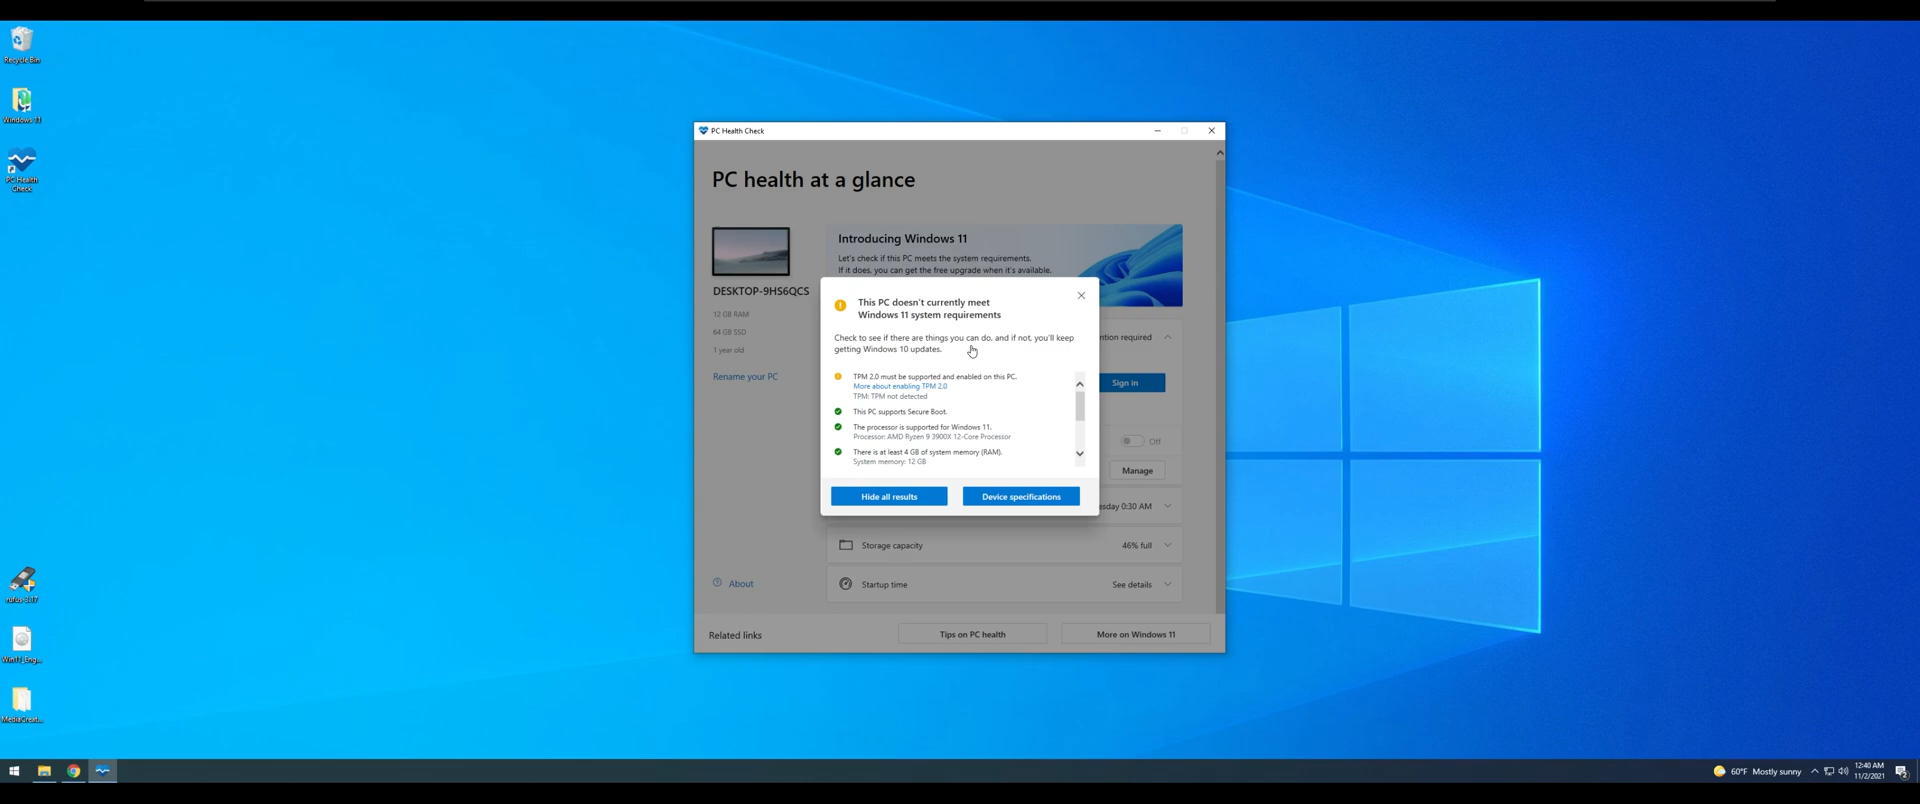 Recycle Bin
Windows 11
PC Health
Check
rufus-3.17
Win11_Eng...
MediaCreat...
PC Health Check
PC health at a glance
DESKTOP-9HS6QCS
12 GB RAM
64 GB SSD
1 year old
Rename your PC
About
Introducing Windows 11
Let's check if this PC meets the system requirements.
If it does, you can get the free upgrade when it's available.
This PC doesn't currently meet
Windows 11 system requirements
Check to see if there are things you can do, and if not, you'll keep
getting Windows 10 updates.
TPM 2.0 must be supported and enabled on this PC.
More about enabling TPM 2.0
TPM: TPM not detected
This PC supports Secure Boot.
The processor is supported for Windows 11.
Processor: AMD Ryzen 9 3900X 12-Core Processor
There is at least 4 GB of system memory (RAM).
System memory: 12 GB
Hide all results
Device specifications
ntion required
Sign in
Off
Manage
esday 0:30 AM
Storage capacity
46% full
Startup time
See details
Related links
Tips on PC health
More on Windows 11
60°F Mostly sunny
12:40 AM
11/2/2021
2